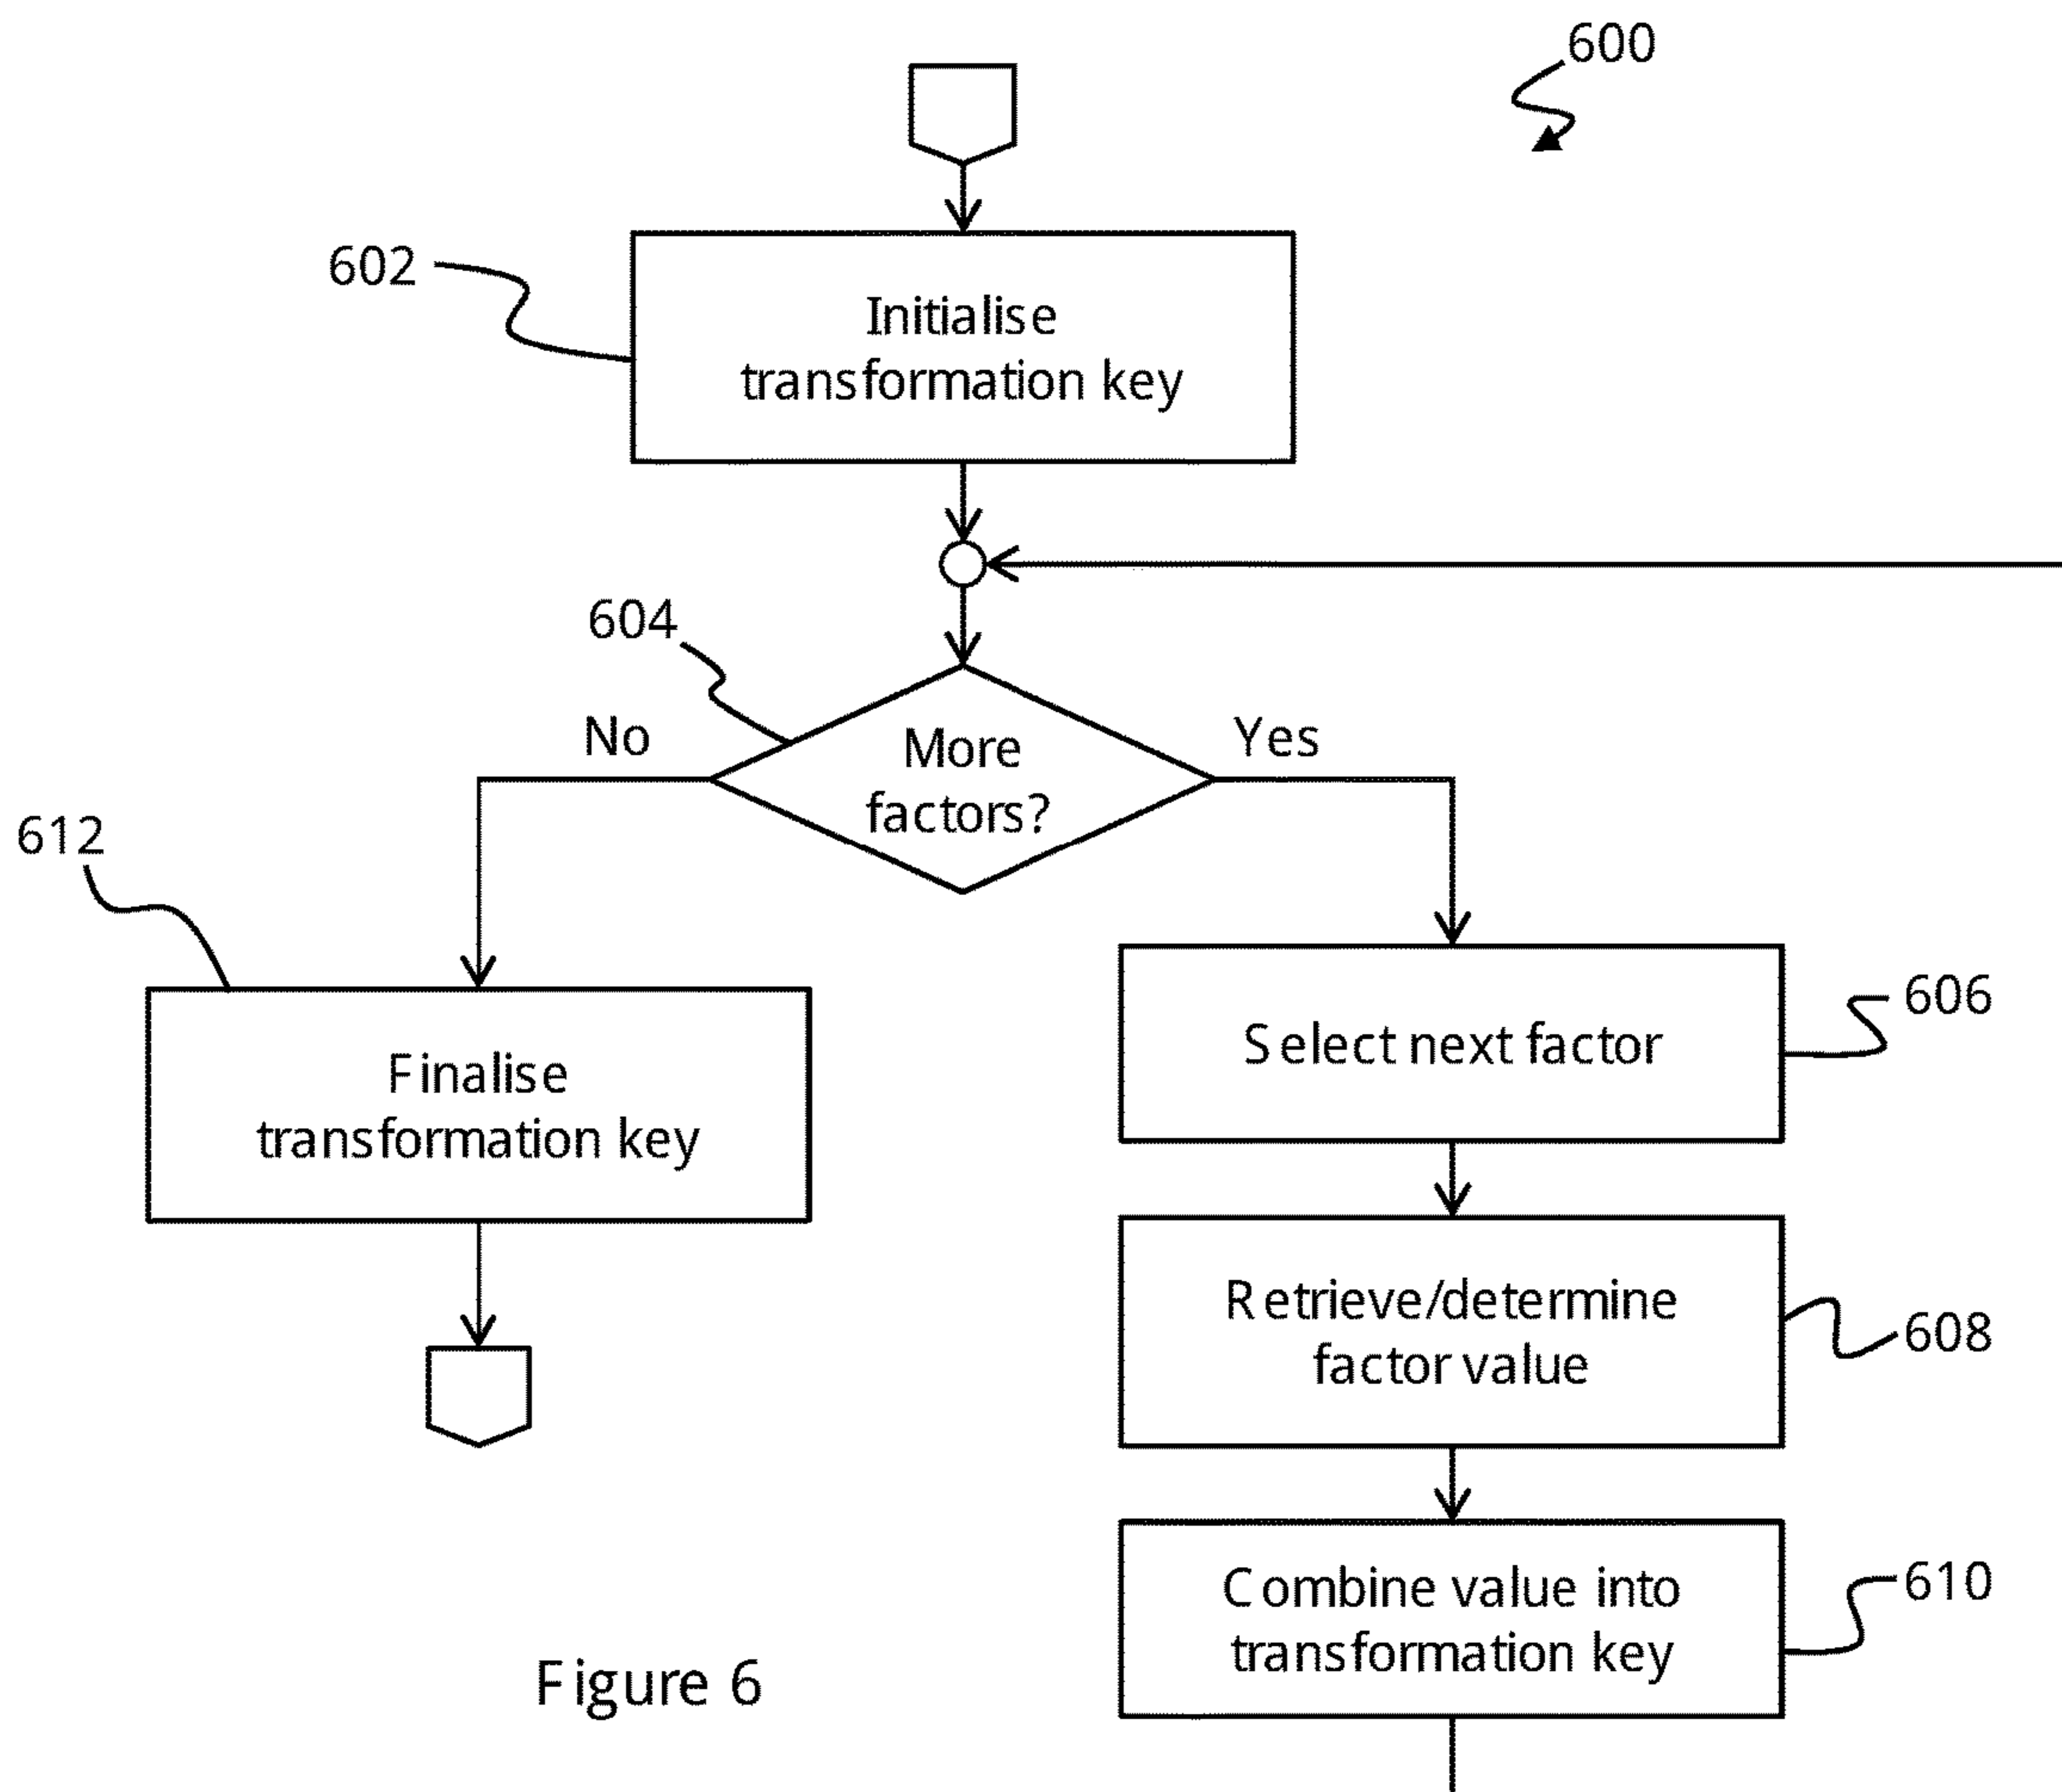 600
602
Initialise
transformation key
604
No
More
factors?
Yes
612
Finalise
transformation key
Select next factor
606
Retrieve/determine
factor value
608
Combine value into
transformation key
610
Figure 6